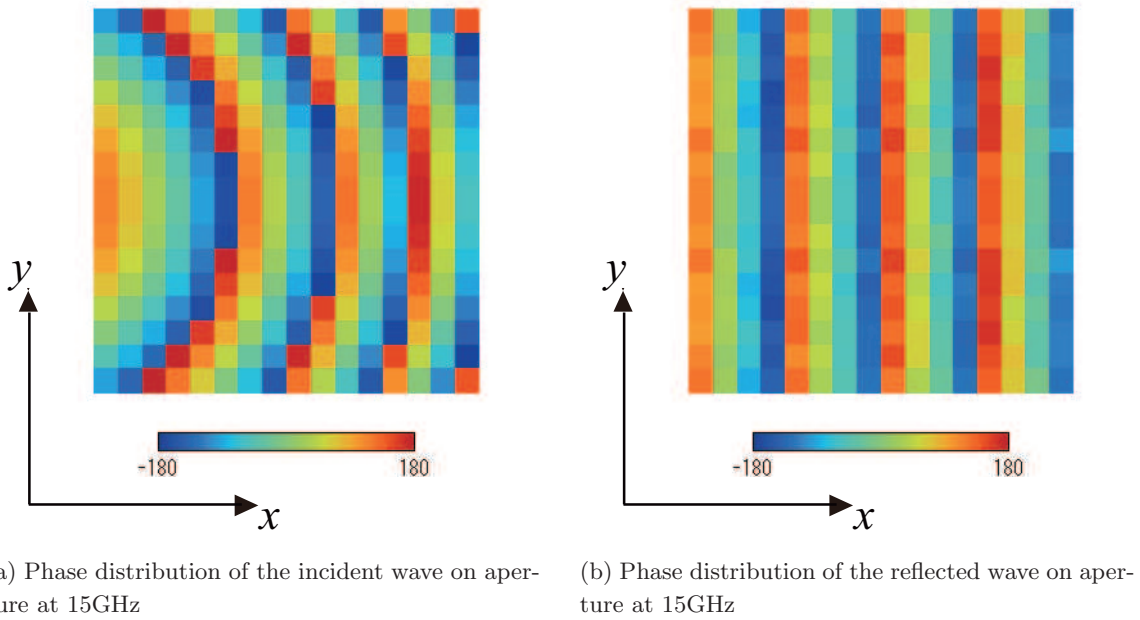 y
x
-180
180
y
x
-180
180
a) Phase distribution of the incident wave on aper-
ture at 15GHz
(b) Phase distribution of the reflected wave on aper-
ture at 15GHz